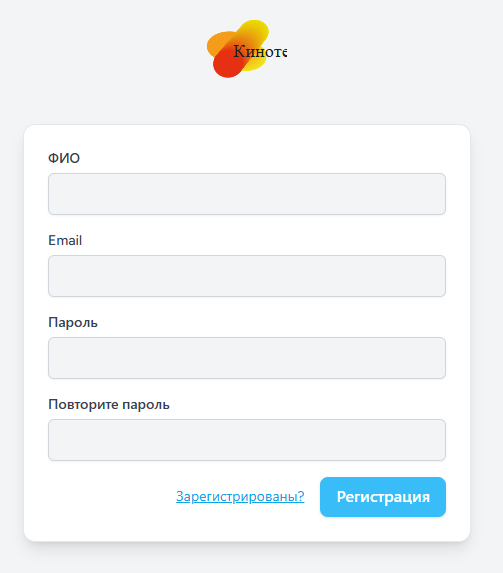 Киноте
ФИО
Email
Пароль
Повторите пароль
Зарегистрированы? Регистрация